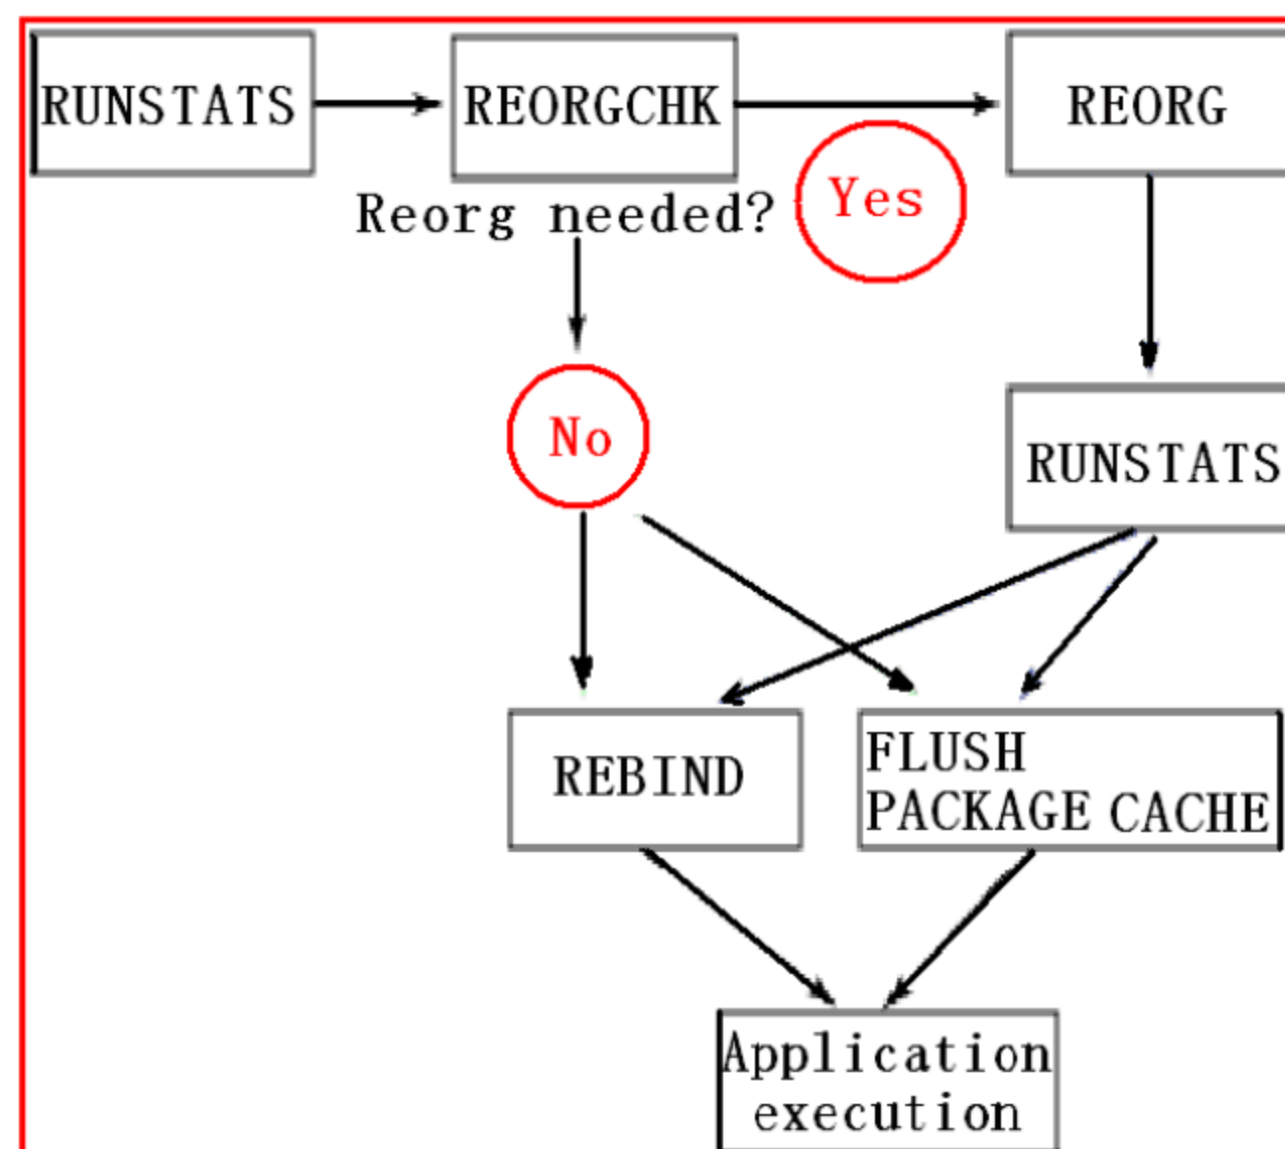 RUNSTATS
REORGCHK
REORG
Reorg needed?
Yes
No
RUNSTATS
REBIND
FLUSH
PACKAGE CACHE
Application
execution